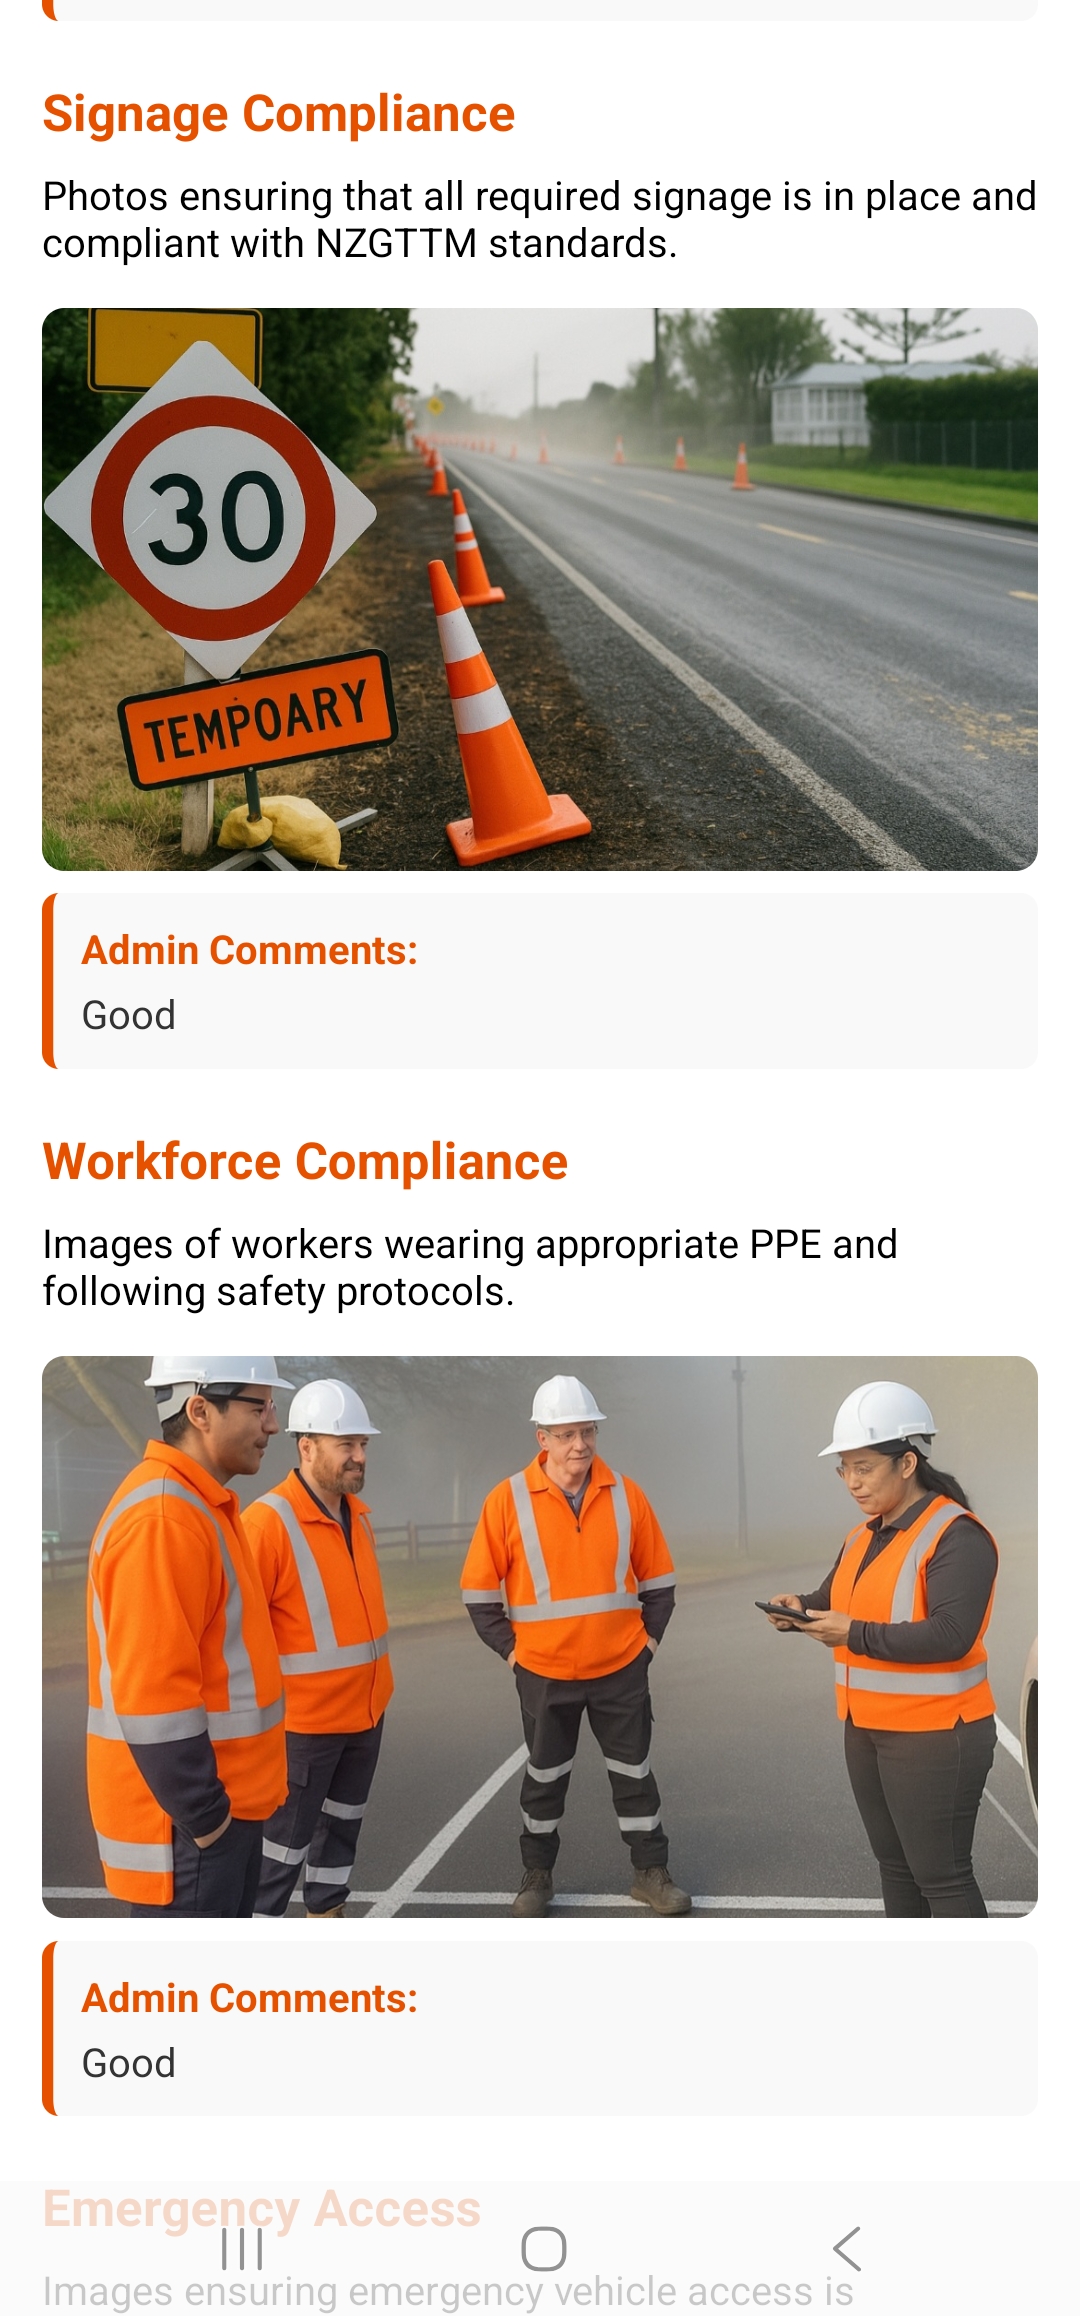 Signage Compliance
Photos ensuring that all required signage is in place and
compliant with NZGTTM standards.
30
TEMPOARY
Admin Comments:
Good
Workforce Compliance
Images of workers wearing appropriate PPE and
following safety protocols.
Admin Comments:
Good
Emergency Access
Images ensuring emergency vehicle access is